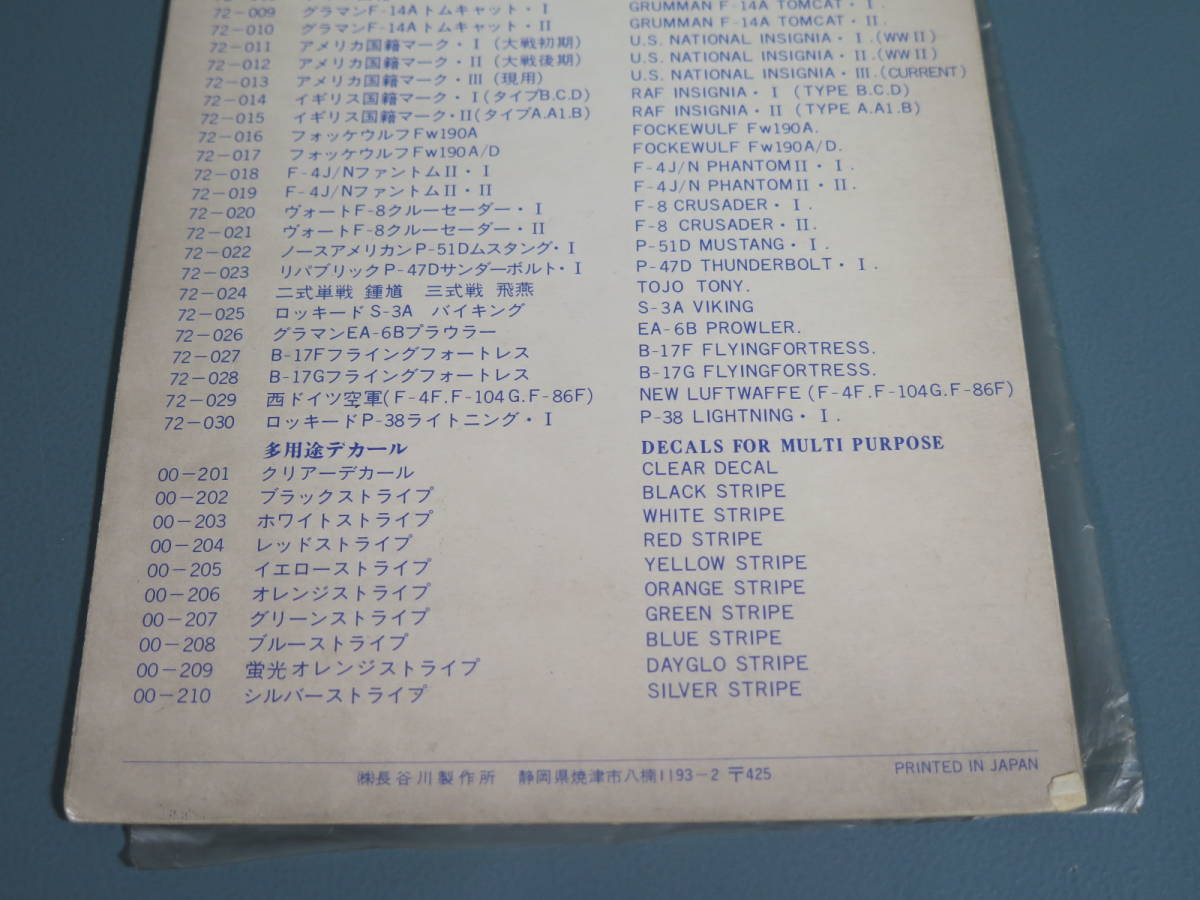 72-009 グラマンF-14Aトムキャット・I GRUMMAN F-14A TOMCAT・I.
72-010 グラマンF-14Aトムキャット・II GRUMMAN F-14A TOMCAT・II.
72-011 アメリカ国籍マーク・I (大戦初期) U.S. NATIONAL INSIGNIA・I.(WWII)
72-012 アメリカ国籍マーク・II (大戦後期) U.S. NATIONAL INSIGNIA・II.(WWII)
72-013 アメリカ国籍マーク・III (現用) U.S. NATIONAL INSIGNIA・III.(CURRENT)
72-014 イギリス国籍マーク・I(タイプB.C.D) RAF INSIGNIA・I (TYPE B.C.D)
72-015 イギリス国籍マーク・II(タイプA.A1.B) RAF INSIGNIA・II (TYPE A.A1.B)
72-016 フォッケウルフFw190A FOCKEWULF Fw190A.
72-017 フォッケウルフFw190A/D FOCKEWULF Fw190A/D.
72-018 F-4J/NファントムII・I F-4J/N PHANTOMII・I.
72-019 F-4J/NファントムII・II F-4J/N PHANTOMII・II.
72-020 ヴォートF-8クルーセーダー・I F-8 CRUSADER・I.
72-021 ヴォートF-8クルーセーダー・II F-8 CRUSADER・II.
72-022 ノースアメリカンP-51Dムスタング・I P-51D MUSTANG・I.
72-023 リパブリックP-47Dサンダーボルト・I P-47D THUNDERBOLT・I.
72-024 二式単戦 鍾馗 三式戦 飛燕 TOJO TONY.
72-025 ロッキードS-3A バイキング S-3A VIKING
72-026 グラマンEA-6Bプラウラー EA-6B PROWLER.
72-027 B-17Fフライングフォートレス B-17F FLYINGFORTRESS.
72-028 B-17Gフライングフォートレス B-17G FLYINGFORTRESS.
72-029 西ドイツ空軍(F-4F.F-104G.F-86F) NEW LUFTWAFFE (F-4F.F-104G.F-86F)
72-030 ロッキードP-38ライトニング・I P-38 LIGHTNING・I.
多用途デカール DECALS FOR MULTI PURPOSE
00-201 クリアーデカール CLEAR DECAL
00-202 ブラックストライプ BLACK STRIPE
00-203 ホワイトストライプ WHITE STRIPE
00-204 レッドストライプ RED STRIPE
00-205 イエローストライプ YELLOW STRIPE
00-206 オレンジストライプ ORANGE STRIPE
00-207 グリーンストライプ GREEN STRIPE
00-208 ブルーストライプ BLUE STRIPE
00-209 蛍光オレンジストライプ DAYGLO STRIPE
00-210 シルバーストライプ SILVER STRIPE
㈱長谷川製作所 静岡県焼津市八楠1193-2 〒425 PRINTED IN JAPAN